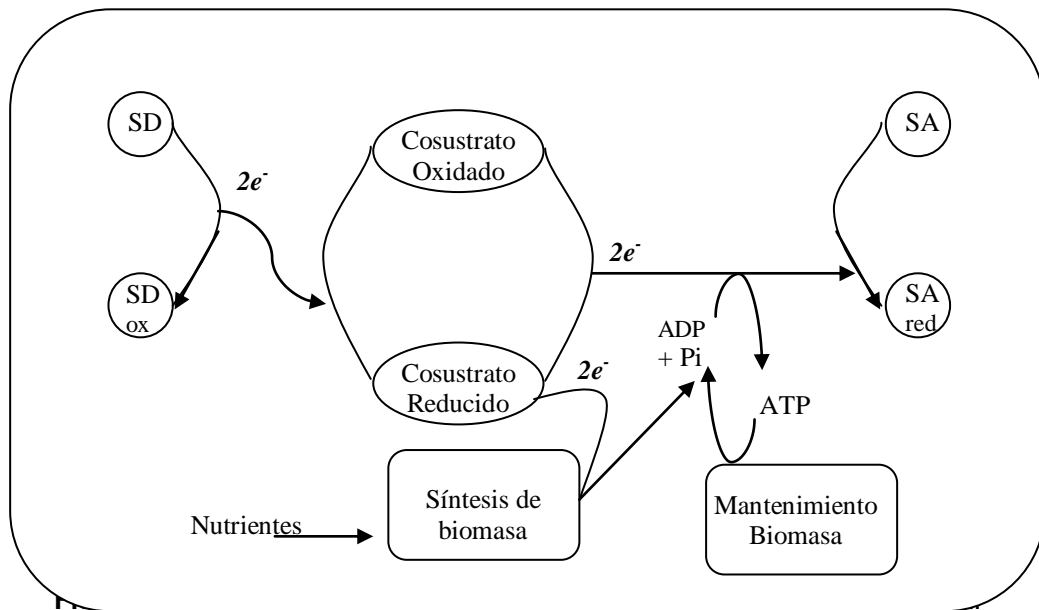 SD
Cosustrato
Oxidado
SA
2e-
2e-
SD
ox
SA
red
ADP
+ Pi
Cosustrato
Reducido
2e-
ATP
Síntesis de
biomasa
Mantenimiento
Biomasa
Nutrientes